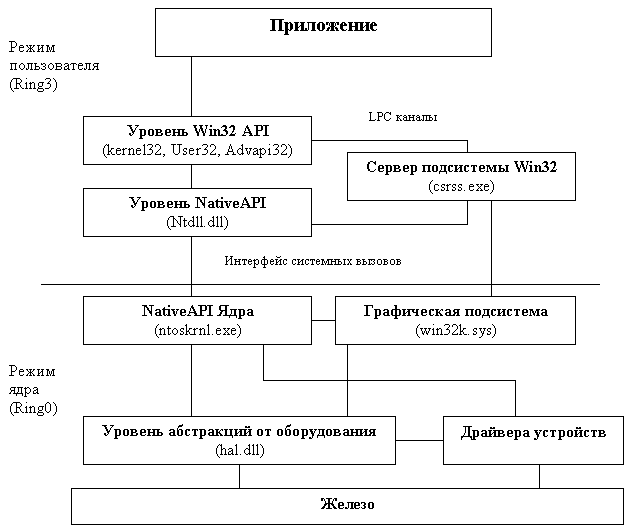 Приложение
Режим
пользователя
(Ring3)
Уровень Win32 API
(kernel32, User32, Advapi32)
LPC каналы
Сервер подсистемы Win32
(csrss.exe)
Уровень NativeAPI
(Ntdll.dll)
Интерфейс системных вызовов
NativeAPI Ядра
(ntoskrnl.exe)
Графическая подсистема
(win32k.sys)
Режим
ядра
(Ring0)
Уровень абстракций от оборудования
(hal.dll)
Драйвера устройств
Железо